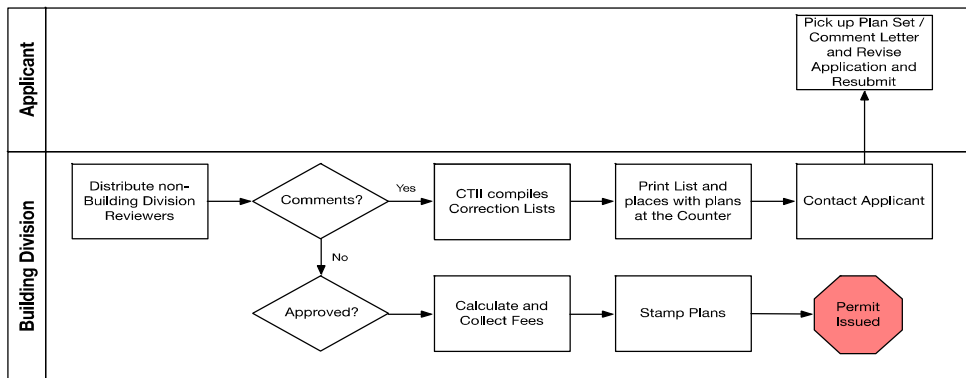 Applicant
Pick up Plan Set /
Comment Letter
and Revise
Application and
Resubmit
Building Division
Distribute non-
Building Division
Reviewers
Comments?
Yes
CTII compiles
Correction Lists
Print List and
places with plans
at the Counter
Contact Applicant
No
Approved?
Calculate and
Collect Fees
Stamp Plans
Permit
Issued